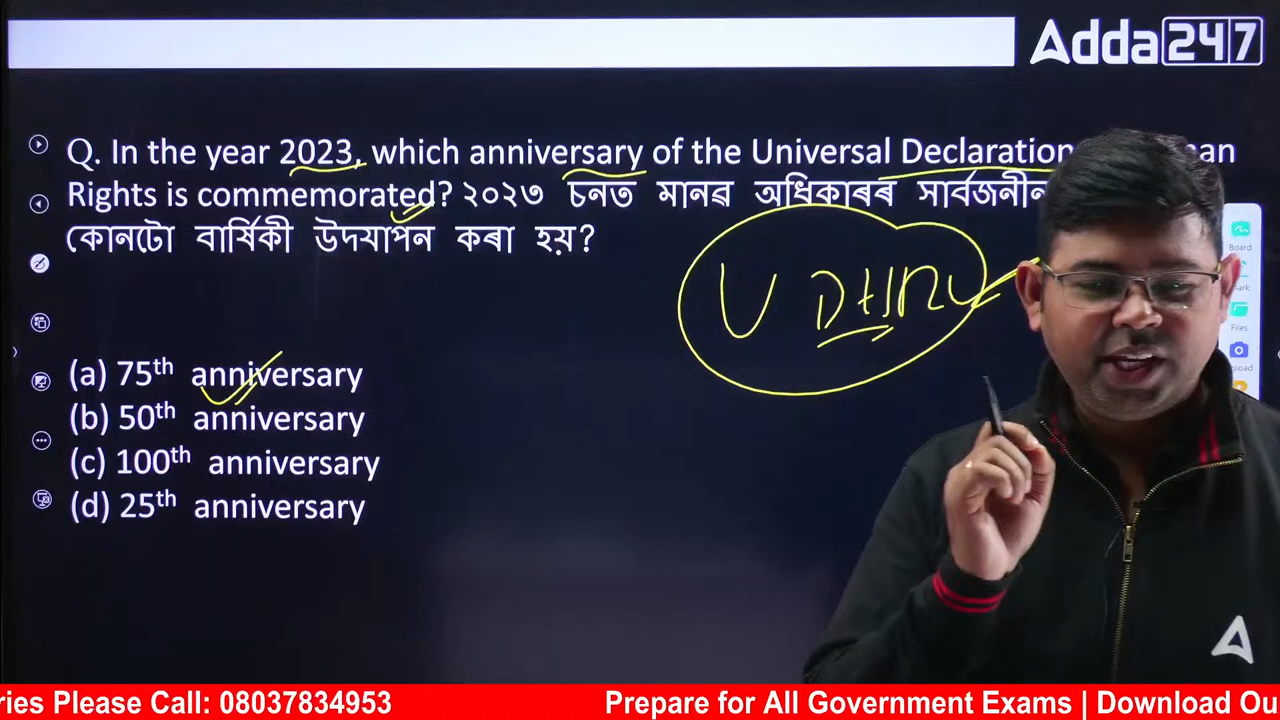 Adda247
Q. In the year 2023, which anniversary of the Universal Declaration
Rights is commemorated? ২০২৩ চনত মানৱ অধিকাৰৰ সাৰ্বজনীন
কোনটো বাৰ্ষিকী উদযাপন কৰা হয়?
UDHR
(a) 75th anniversary
(b) 50th anniversary
(c) 100th anniversary
(d) 25th anniversary
Board
Files
Please Call: 08037834953 Prepare for All Government Exams | Download